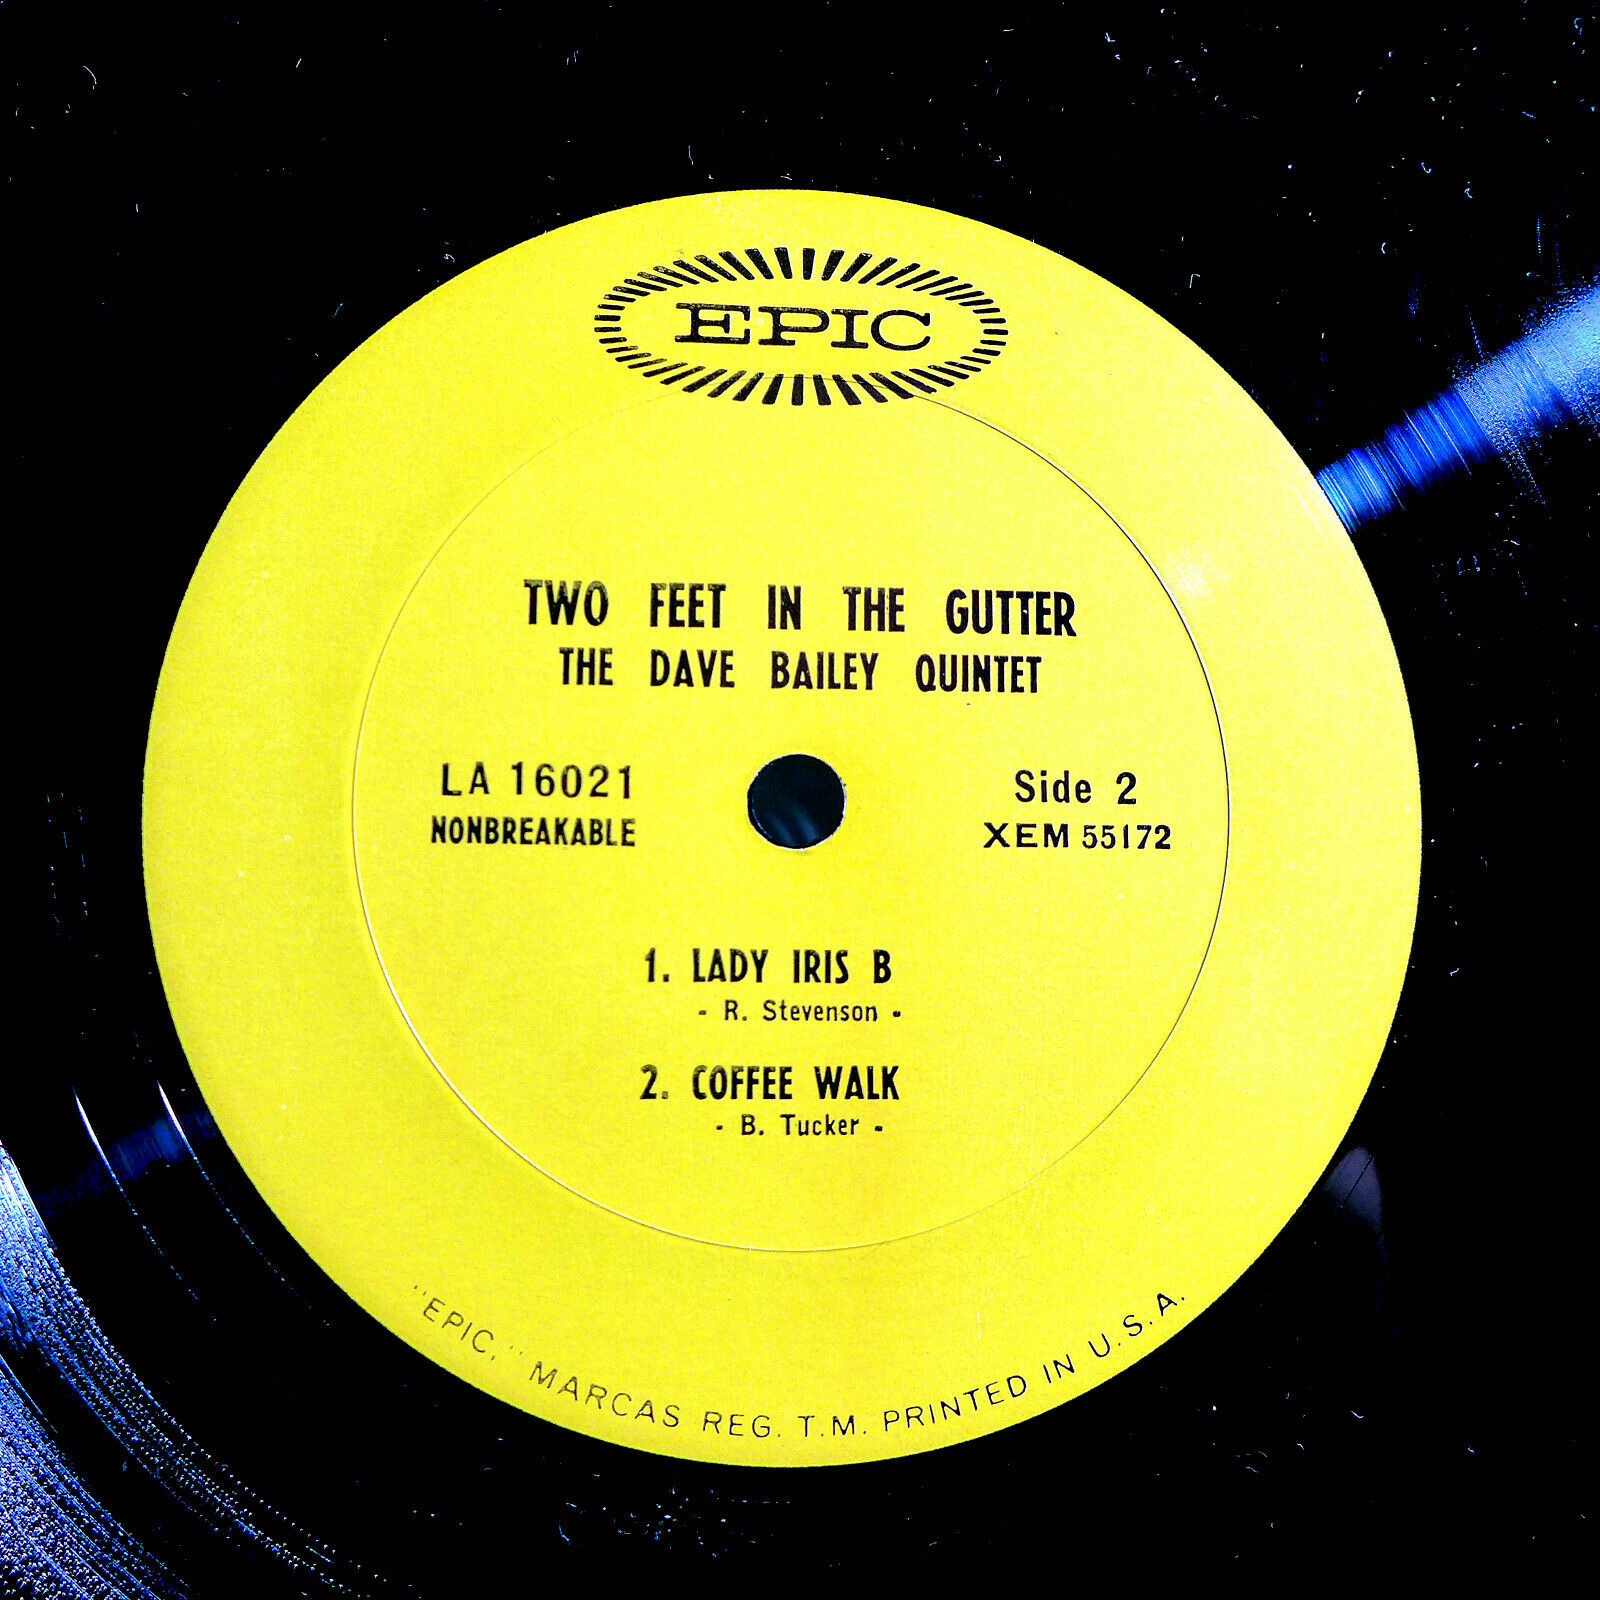 EPIC
TWO FEET IN THE GUTTER
THE DAVE BAILEY QUINTET
LA 16021
NONBREAKABLE
Side 2
XEM 55172
1. LADY IRIS B
- R. Stevenson -
2. COFFEE WALK
- B. Tucker -
"EPIC," MARCAS REG. T.M. PRINTED IN U.S.A.